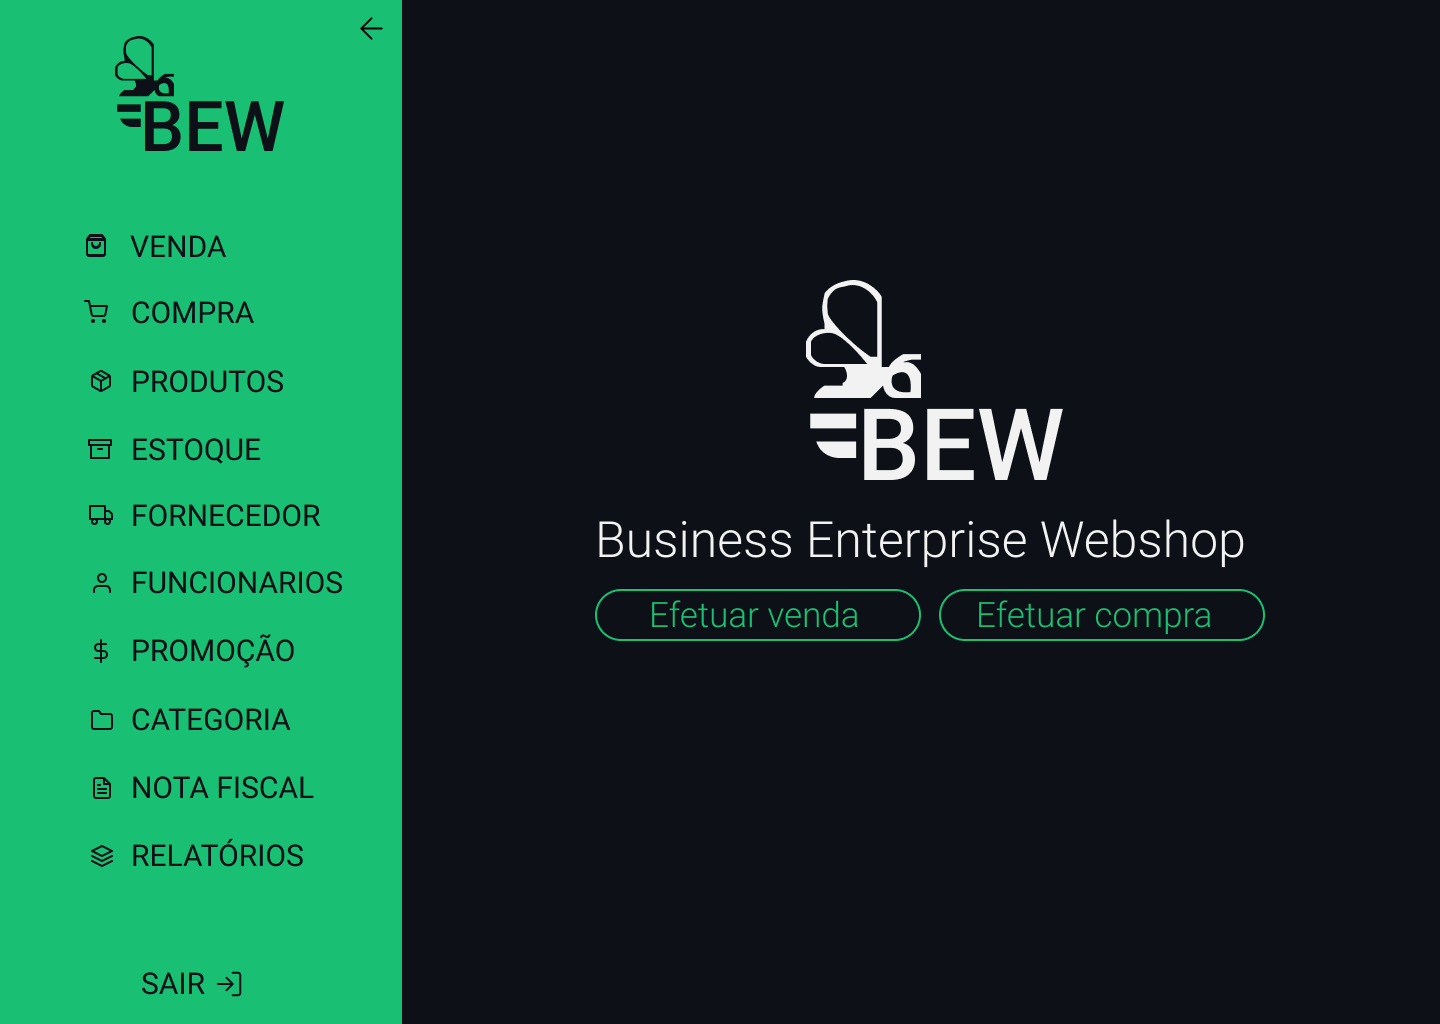 BEW
VENDA
COMPRA
PRODUTOS
ESTOQUE
FORNECEDOR
FUNCIONARIOS
PROMOÇÃO
CATEGORIA
NOTA FISCAL
RELATÓRIOS
SAIR
BEW
Business Enterprise Webshop
Efetuar venda
Efetuar compra